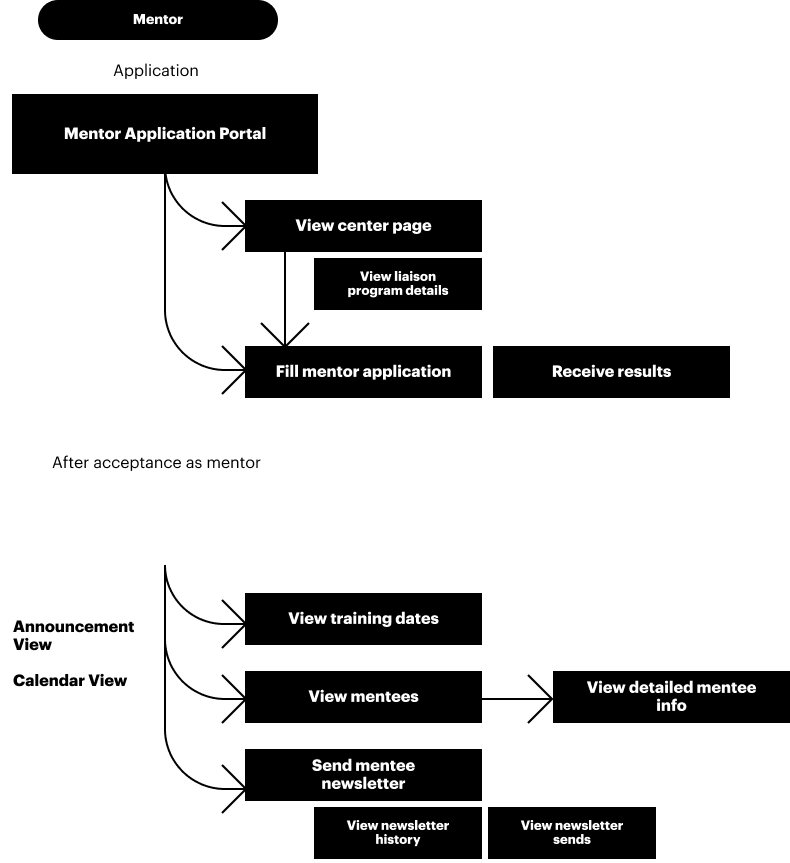 Mentor
Application
Mentor Application Portal
View center page
View liaison
program details
Fill mentor application
Receive results
After acceptance as mentor
Announcement
View
Calendar View
View training dates
View mentees
View detailed mentee
info
Send mentee
newsletter
View newsletter
history
View newsletter
sends